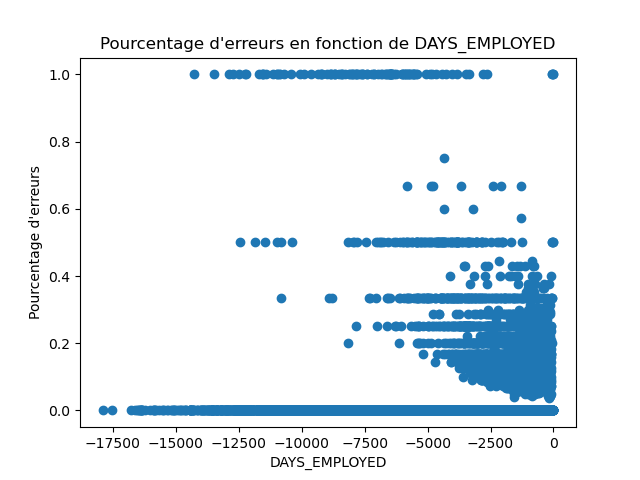 Pourcentage d'erreurs en fonction de DAYS_EMPLOYED
1.0
0.8
0.6
0.4
0.2
0.0
Pourcentage d'erreurs
−17500 −15000 −12500 −10000 −7500 −5000 −2500 0
DAYS_EMPLOYED